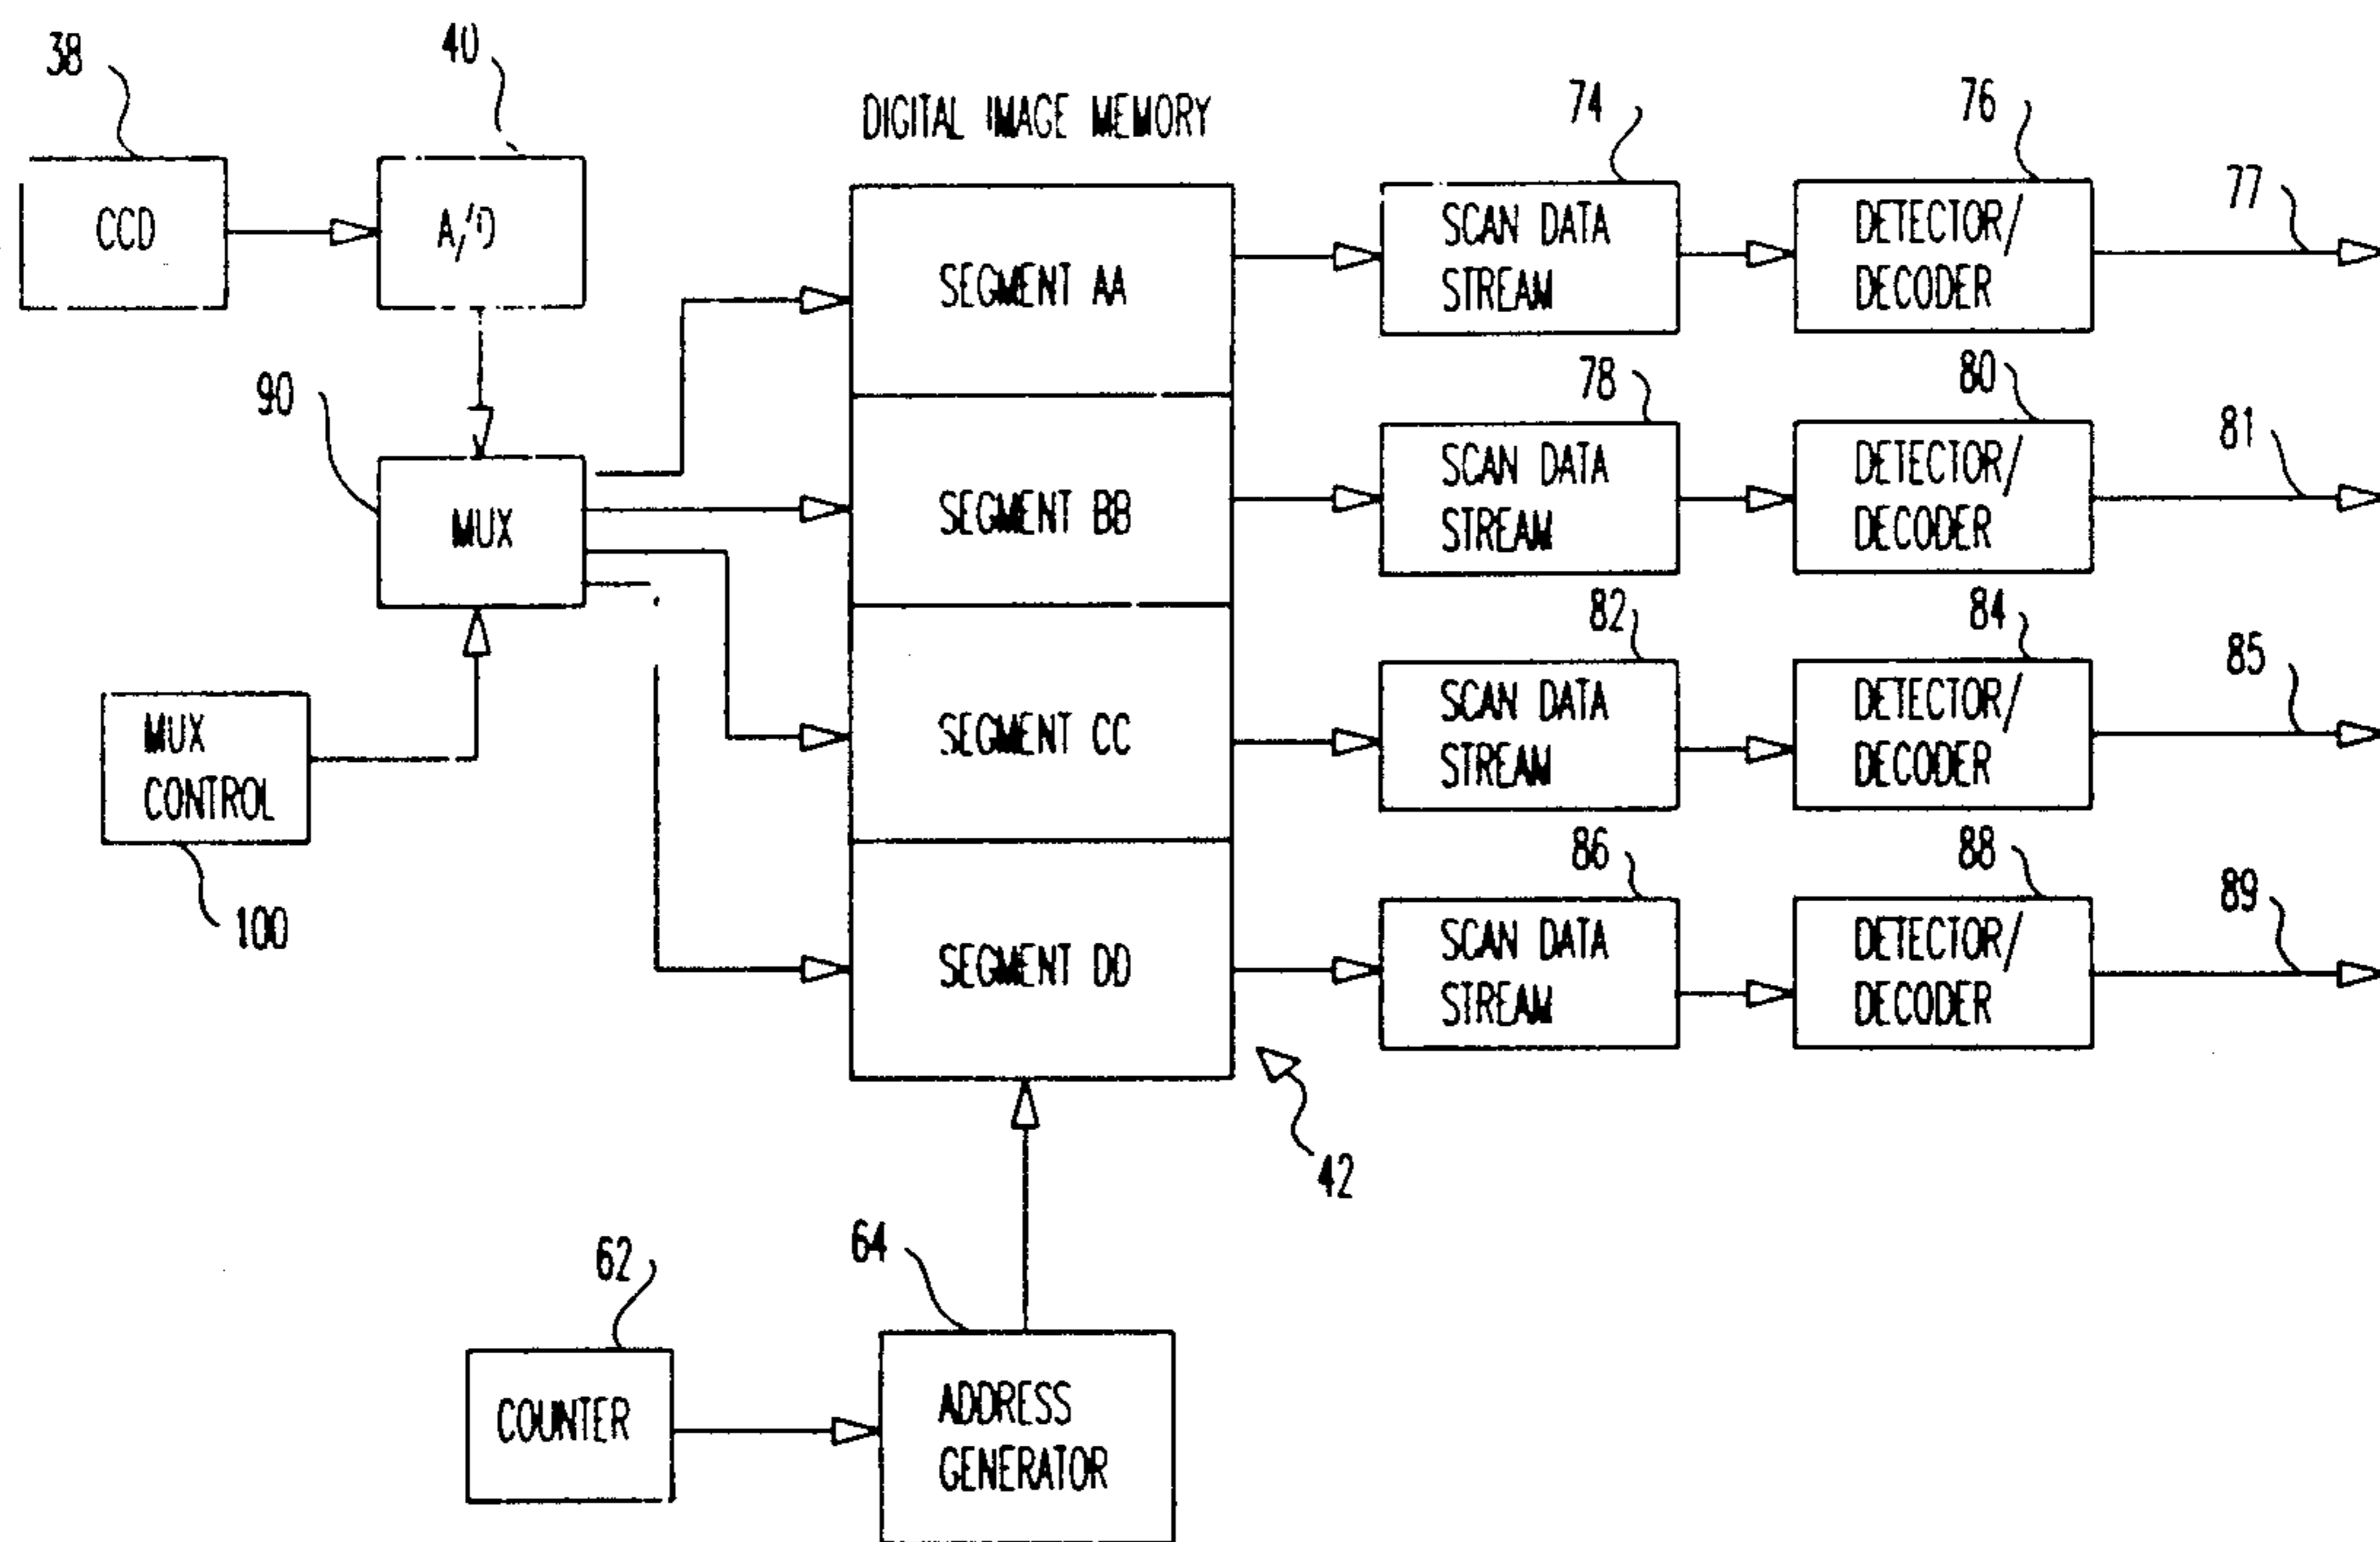 38
40
DIGITAL IMAGE MEMORY
74
76
77
CCD
A/D
SEGMENT AA
SCAN DATA
STREAM
DETECTOR/
DECODER
90
78
80
81
MUX
SEGMENT BB
SCAN DATA
STREAM
DETECTOR/
DECODER
82
84
85
MUX
CONTROL
SEGMENT CC
SCAN DATA
STREAM
DETECTOR/
DECODER
100
86
88
89
SEGMENT DD
SCAN DATA
STREAM
DETECTOR/
DECODER
42
62
64
COUNTER
ADDRESS
GENERATOR